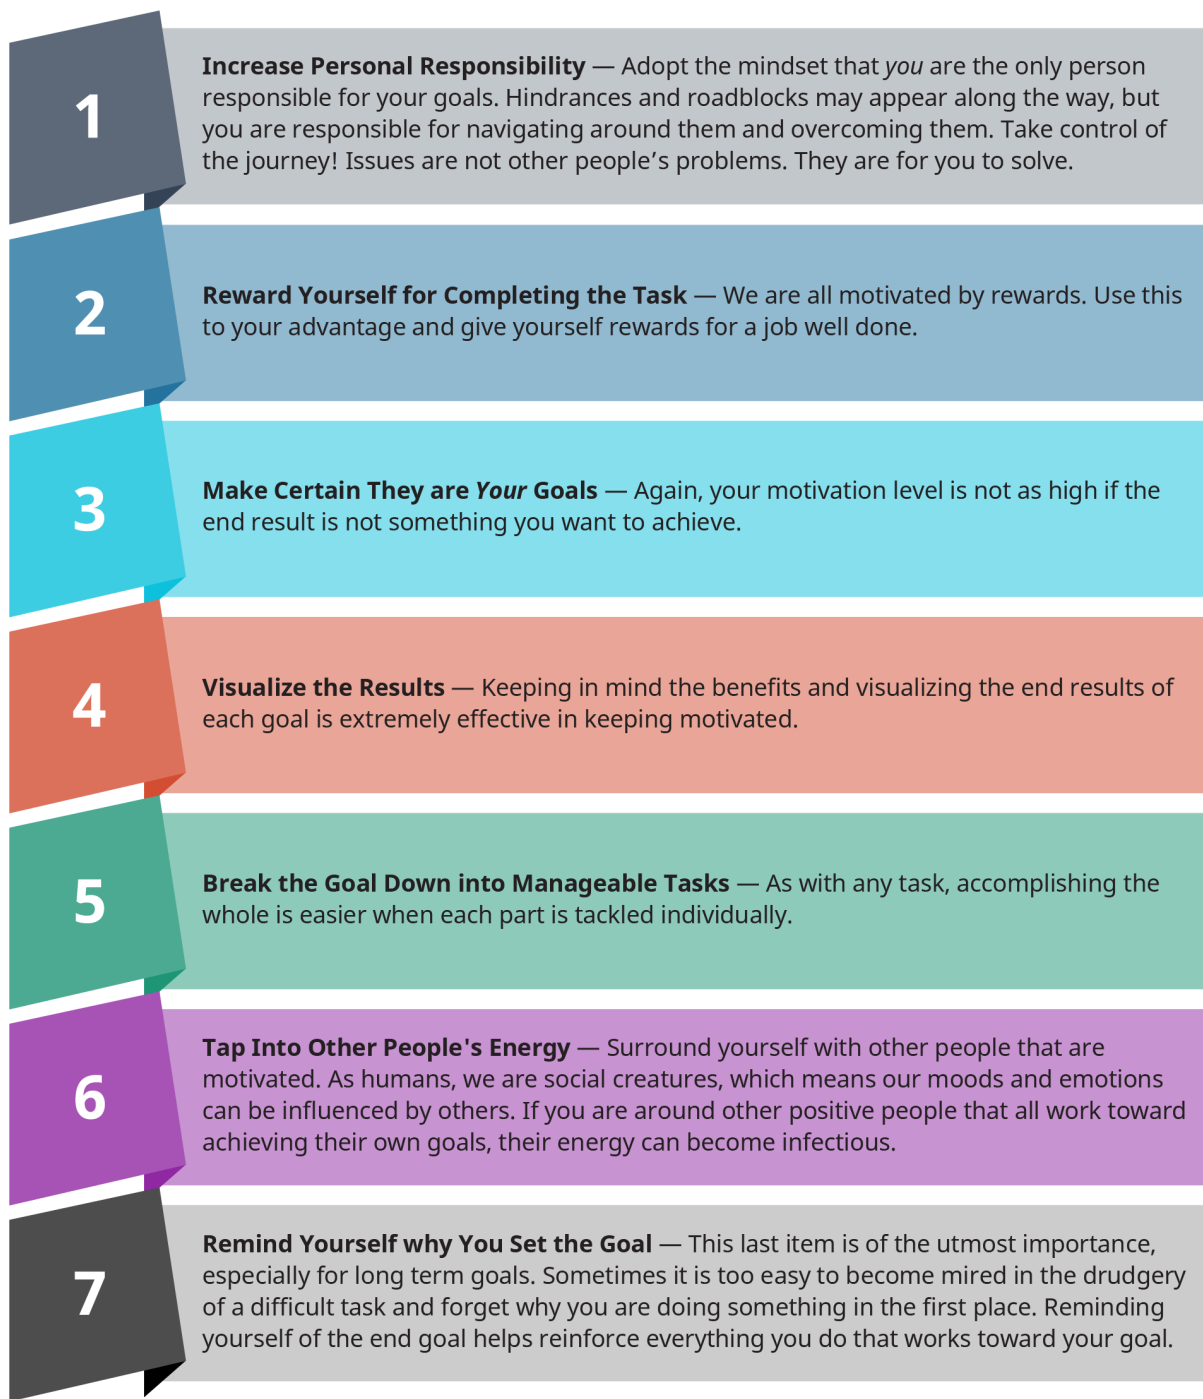 1
Increase Personal Responsibility — Adopt the mindset that you are the only person
responsible for your goals. Hindrances and roadblocks may appear along the way, but
you are responsible for navigating around them and overcoming them. Take control of
the journey! Issues are not other people’s problems. They are for you to solve.
2
Reward Yourself for Completing the Task — We are all motivated by rewards. Use this
to your advantage and give yourself rewards for a job well done.
3
Make Certain They are Your Goals — Again, your motivation level is not as high if the
end result is not something you want to achieve.
4
Visualize the Results — Keeping in mind the benefits and visualizing the end results of
each goal is extremely effective in keeping motivated.
5
Break the Goal Down into Manageable Tasks — As with any task, accomplishing the
whole is easier when each part is tackled individually.
6
Tap Into Other People's Energy — Surround yourself with other people that are
motivated. As humans, we are social creatures, which means our moods and emotions
can be influenced by others. If you are around other positive people that all work toward
achieving their own goals, their energy can become infectious.
7
Remind Yourself why You Set the Goal — This last item is of the utmost importance,
especially for long term goals. Sometimes it is too easy to become mired in the drudgery
of a difficult task and forget why you are doing something in the first place. Reminding
yourself of the end goal helps reinforce everything you do that works toward your goal.